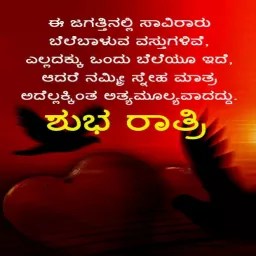 ಈ ಜಗತ್ತಿನಲ್ಲಿ ಸಾವಿರಾರು
ಬೆಲೆಬಾಳುವ ವಸ್ತುಗಳಿವೆ,
ಎಲ್ಲದಕ್ಕು ಒಂದು ಬೆಲೆಯೂ ಇದೆ,
ಆದರೆ ನಮ್ಮೀ ಸ್ನೇಹ ಮಾತ್ರ
ಅದೆಲ್ಲಕ್ಕಿಂತ ಅತ್ಯಮೂಲ್ಯವಾದದ್ದು.
ಶುಭ ರಾತ್ರಿ